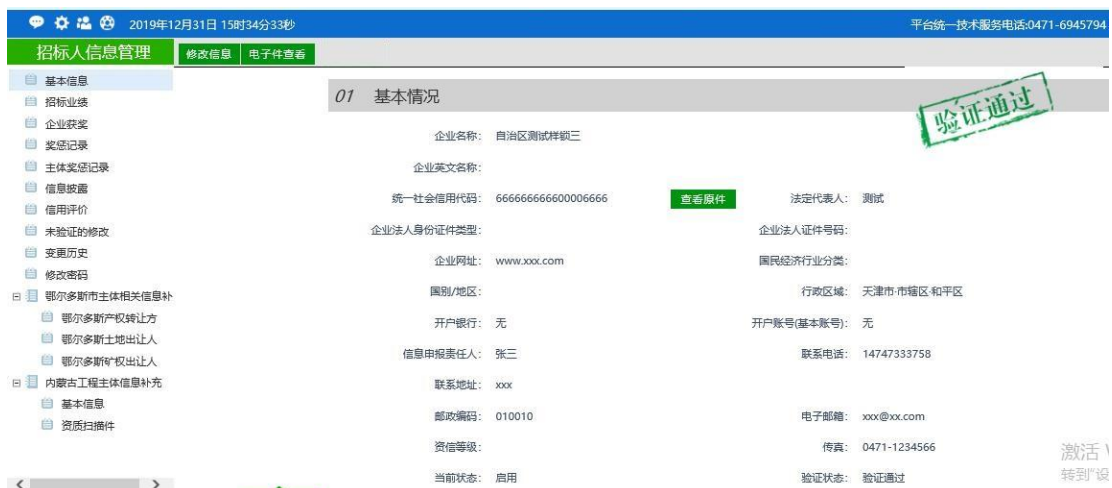 2019年12月31日 15时34分33秒 平台统一技术服务电话:0471-6945794
招标人信息管理 修改信息 电子件查看
基本信息
招标业绩
企业获奖
奖惩记录
主体奖惩记录
信息披露
信用评价
未验证的修改
变更历史
修改密码
鄂尔多斯市主体相关信息补
鄂尔多斯产权转让方
鄂尔多斯土地出让人
鄂尔多斯矿权出让人
内蒙古工程主体信息补充
基本信息
资质扫描件
01 基本情况
验证通过
企业名称: 自治区测试样锁三
企业英文名称:
统一社会信用代码: 666666666600006666 查看原件 法定代表人: 测试
企业法人身份证件类型: 企业法人证件号码:
企业网址: www.xxx.com 国民经济行业分类:
国别/地区: 行政区域: 天津市·市辖区·和平区
开户银行: 无 开户账号(基本账号): 无
信息申报责任人: 张三 联系电话: 14747333758
联系地址: xxx
邮政编码: 010010 电子邮箱: xxx@xx.com
资信等级: 传真: 0471-1234566
当前状态: 启用 验证状态: 验证通过
激活
转到"设